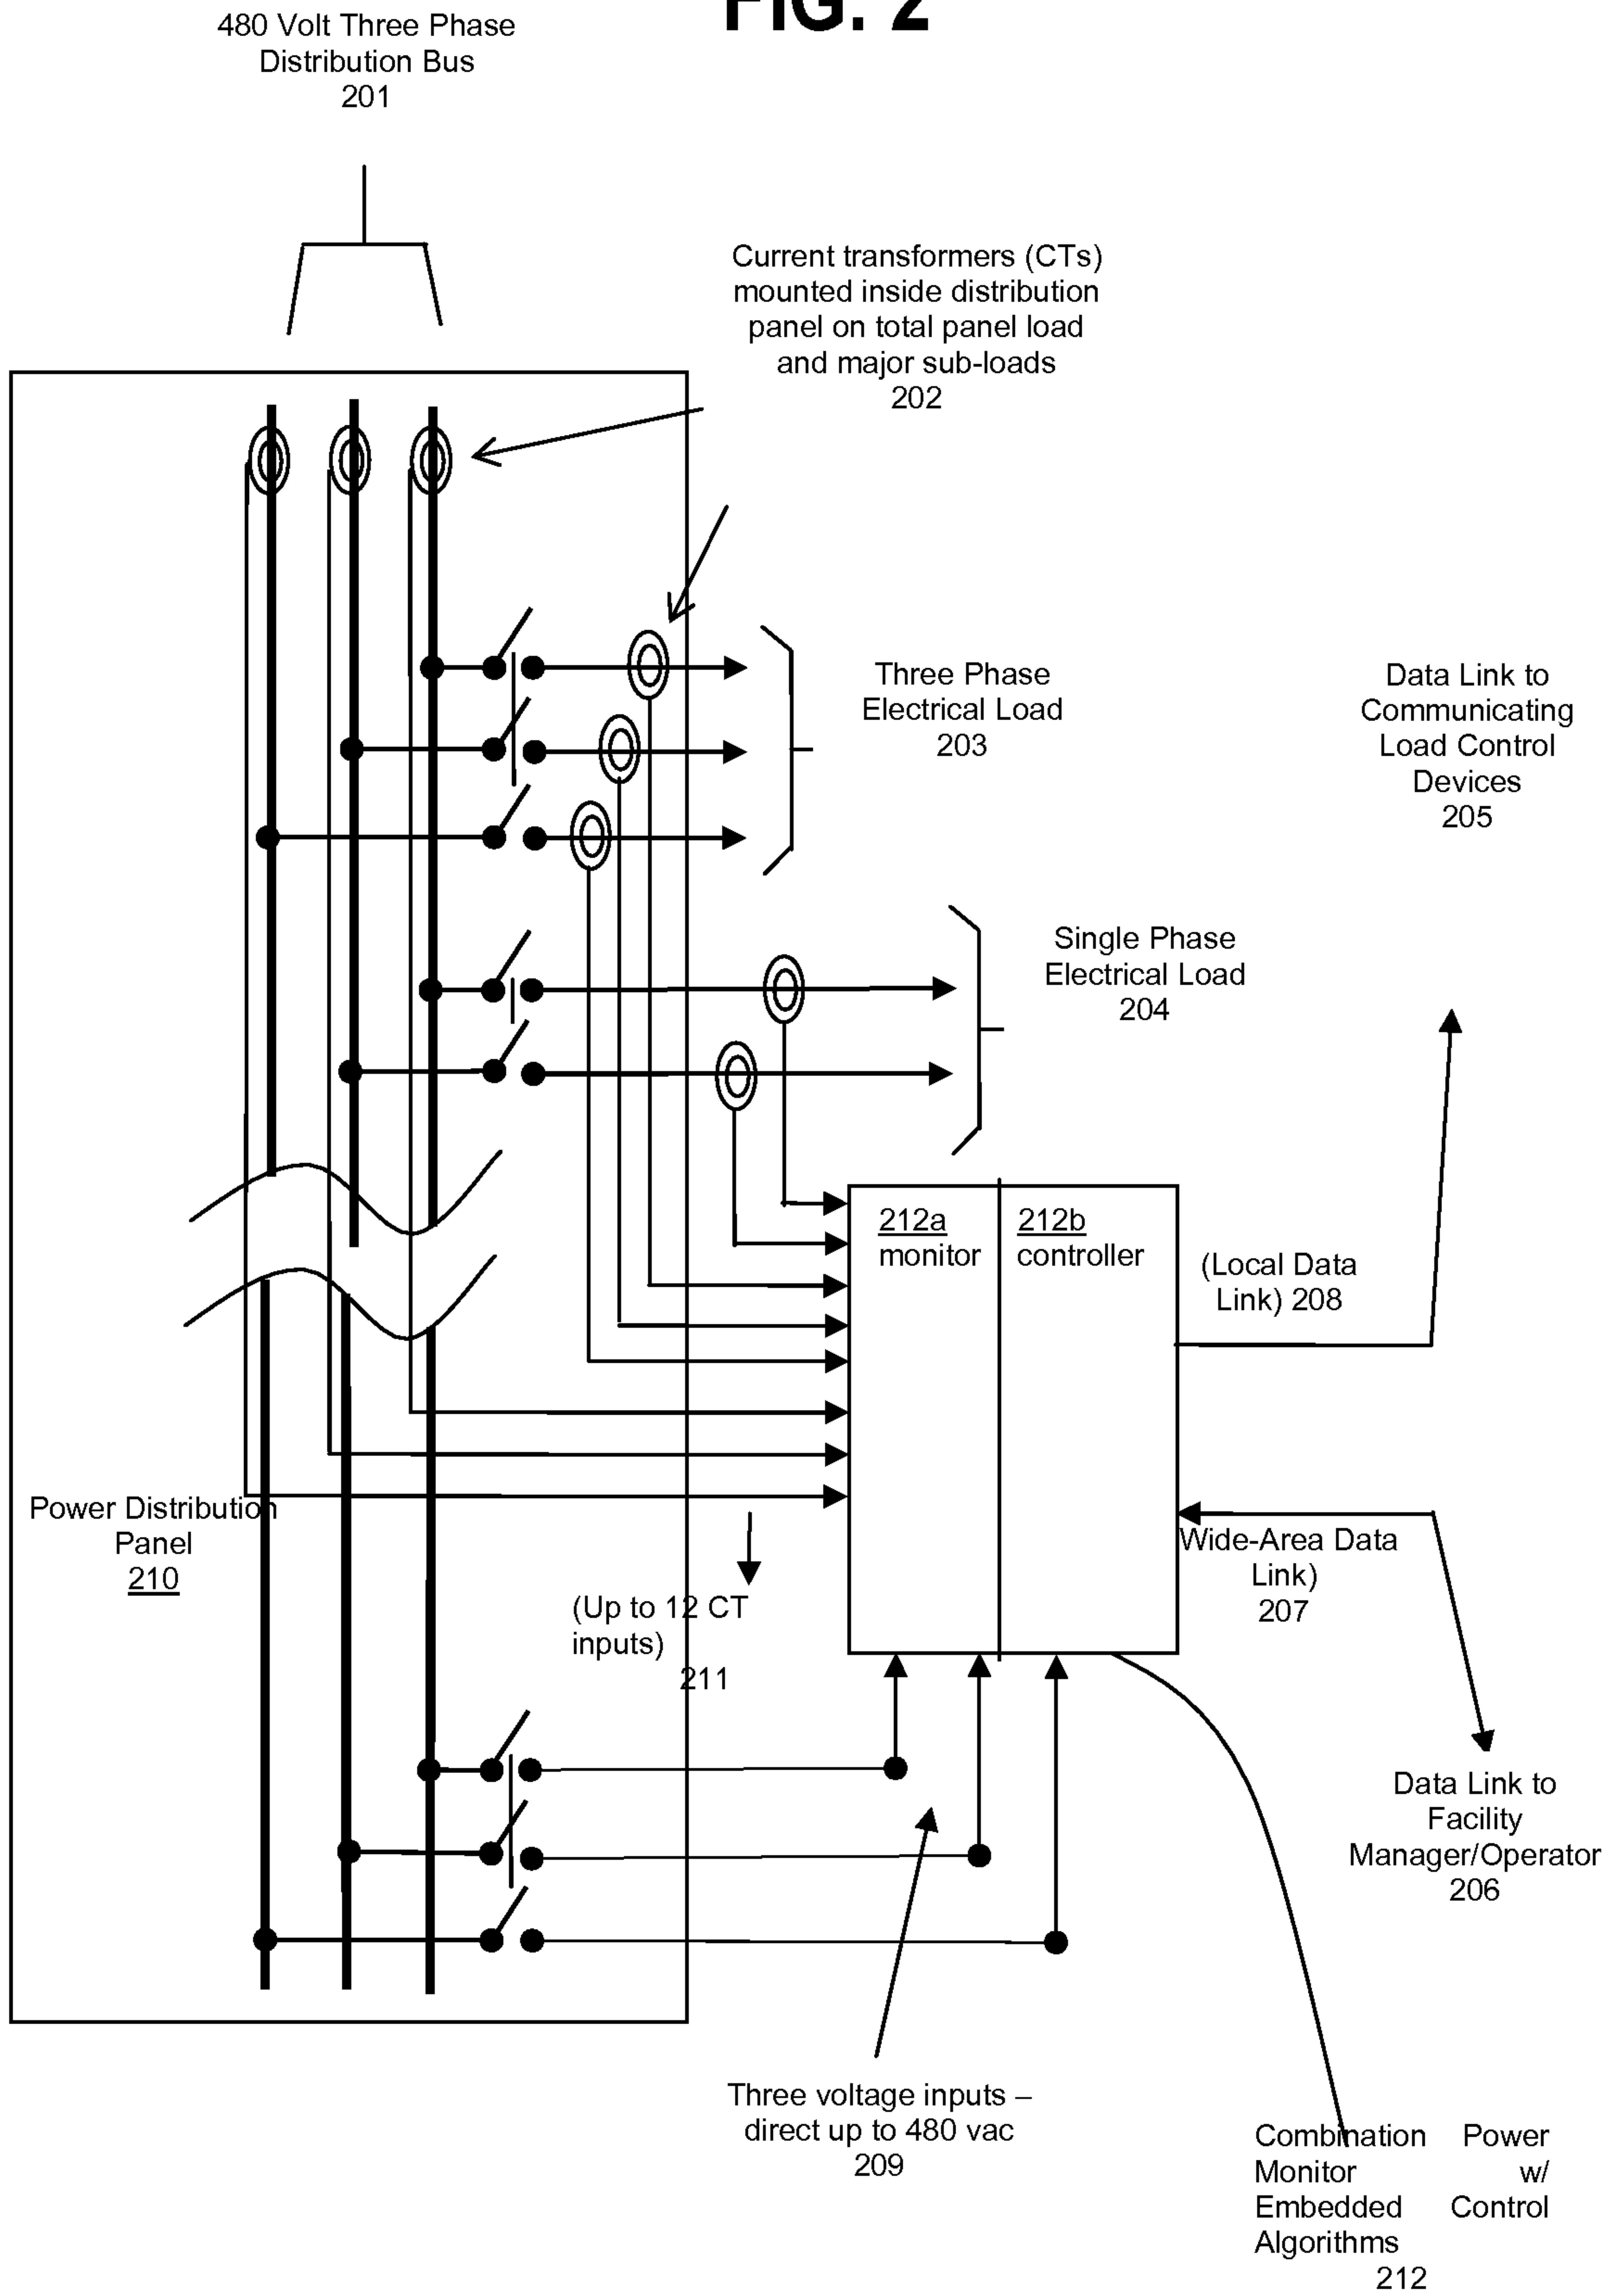 FIG. 2
480 Volt Three Phase
Distribution Bus
201
Current transformers (CTs)
mounted inside distribution
panel on total panel load
and major sub-loads
202
Three Phase
Electrical Load
203
Data Link to
Communicating
Load Control
Devices
205
Single Phase
Electrical Load
204
212a
monitor
212b
controller
(Local Data
Link) 208
Power Distribution
Panel
210
Wide-Area Data
Link)
207
(Up to 12 CT
inputs)
211
Data Link to
Facility
Manager/Operator
206
Three voltage inputs –
direct up to 480 vac
209
Combination Power
Monitor w/
Embedded Control
Algorithms
212